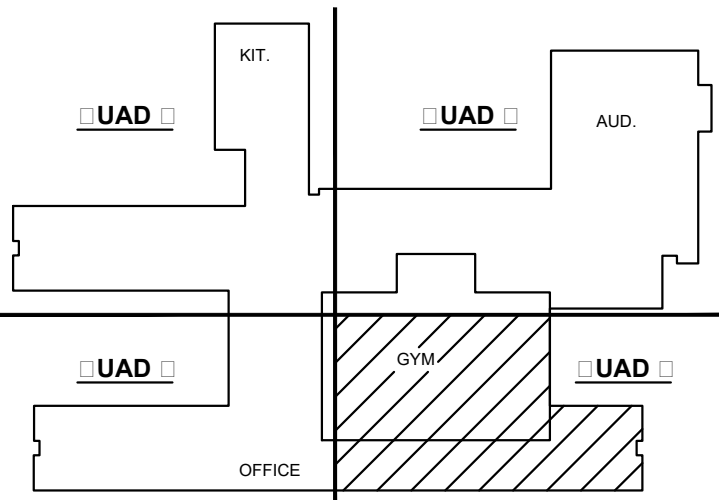 KIT.
□UAD □
□UAD □
AUD.
□UAD □
GYM
□UAD □
OFFICE